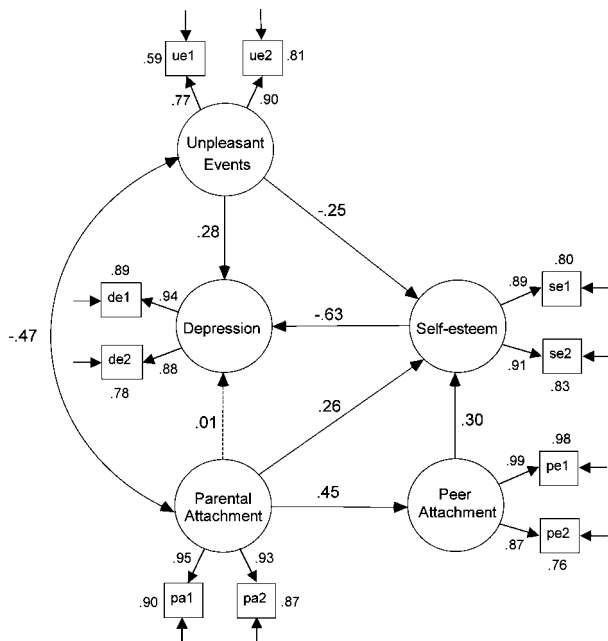 .59 ue1
ue2 .81
.77
.90
Unpleasant
Events
.28
-.25
.89
de1
.94
Depression
de2
.88
.78
-.63
Self-esteem
.80
.89
se1
.91
se2
.83
-.47
.01
.26
.30
Parental
Attachment
.45
Peer
Attachment
.98
.99
pe1
.87
pe2
.76
.95
.93
.90 pa1
pa2 .87